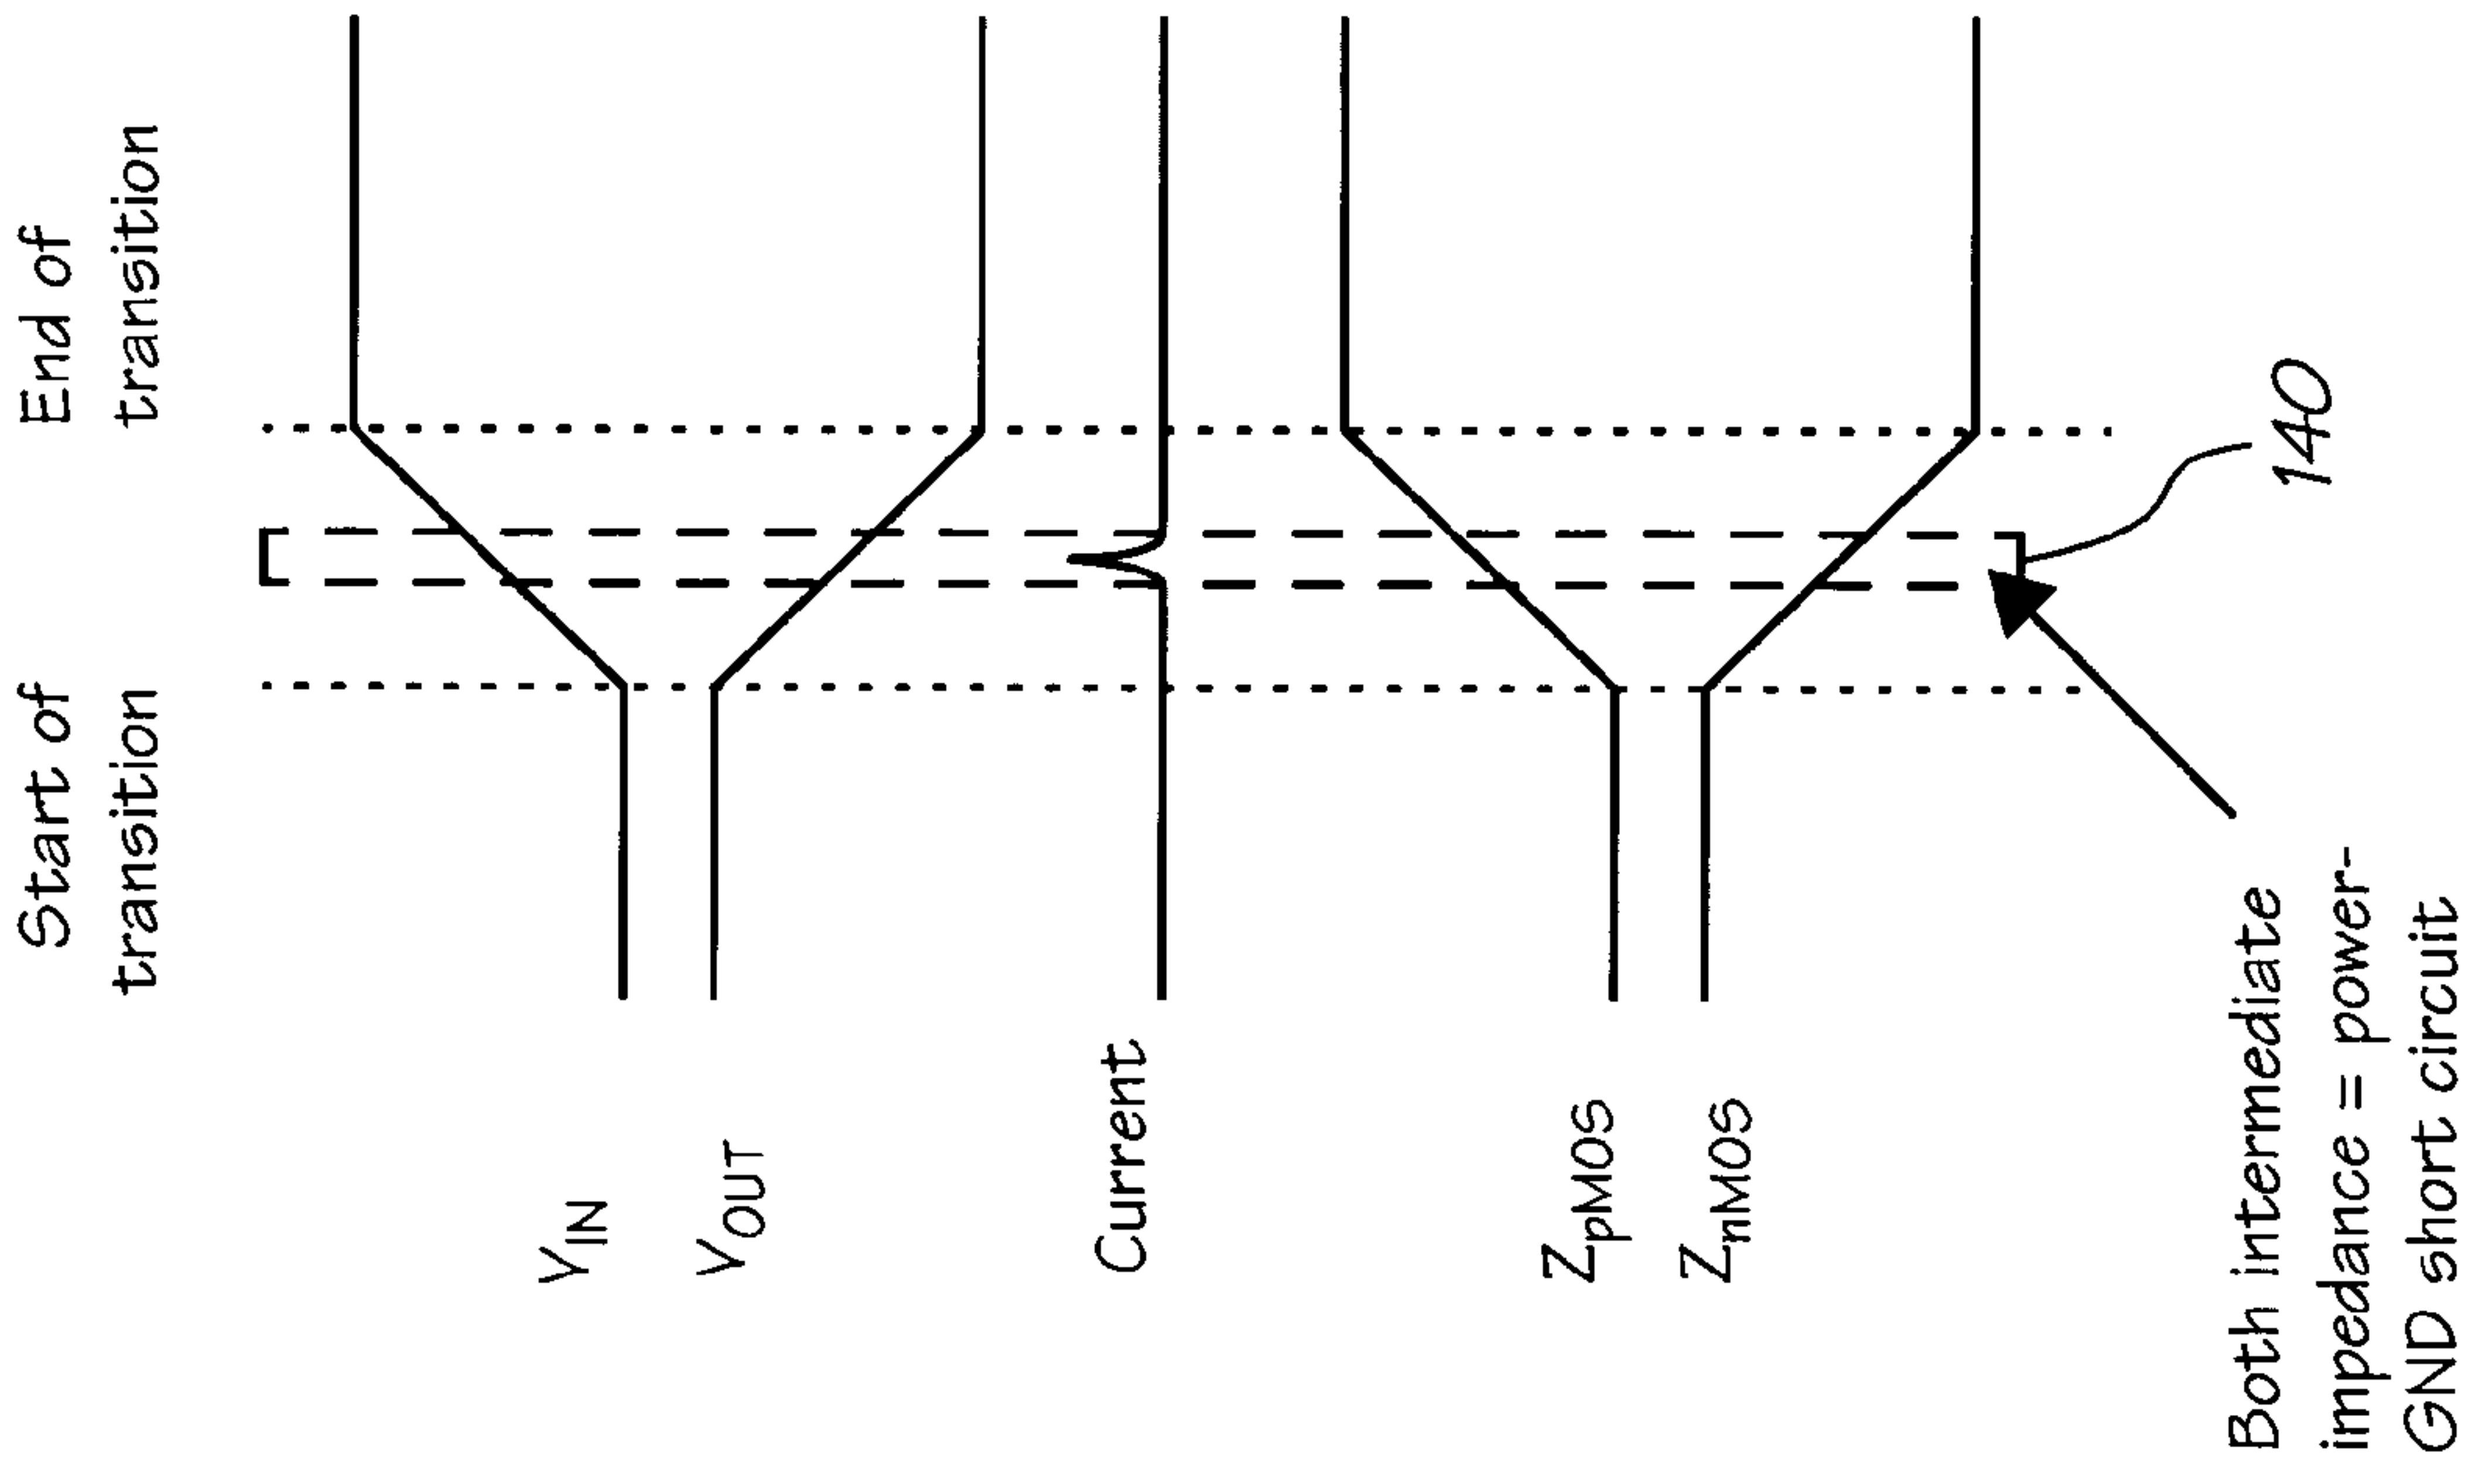 Start of
transition
End of
transition
V_IN
V_OUT
Current
Z_pMOS
Z_nMOS
140
Both intermediate
impedance = power-
GND short circuit